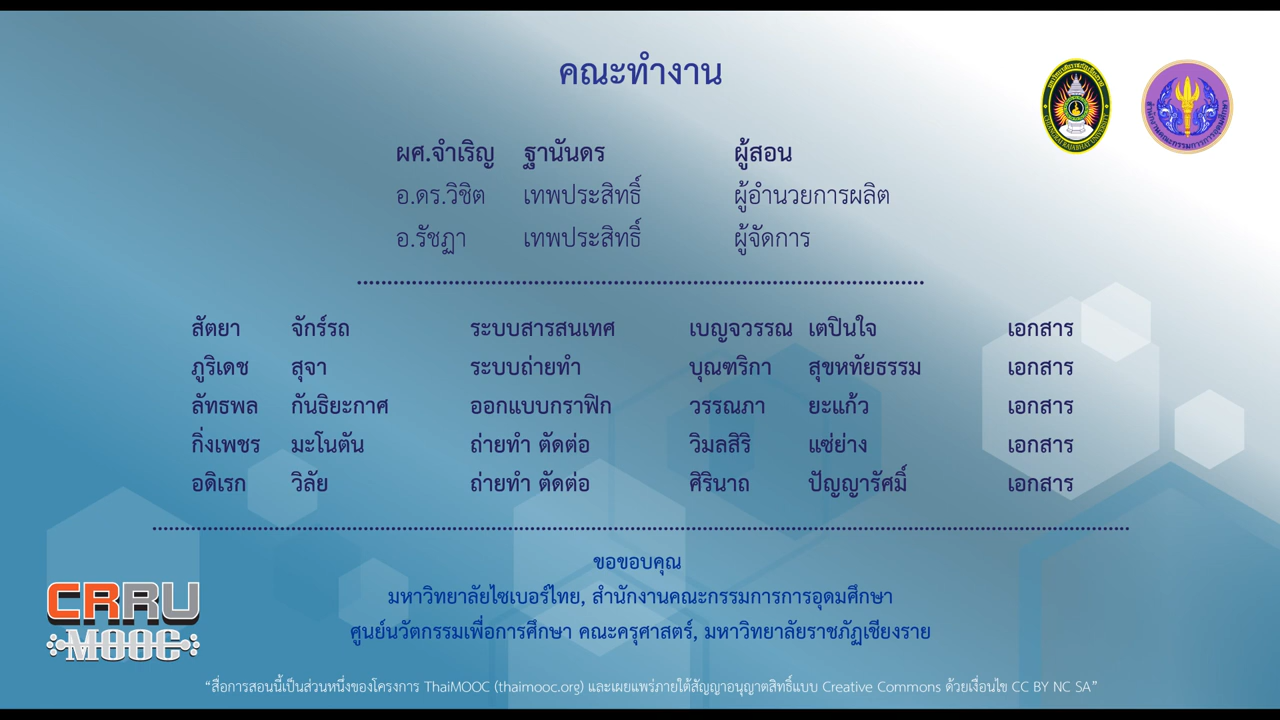 คณะทำงาน
ผศ.จำเริญ ฐานันดร ผู้สอน
อ.ดร.วิชิต เทพประสิทธิ์ ผู้อำนวยการผลิต
อ.รัชฎา เทพประสิทธิ์ ผู้จัดการ
สัตยา จักร์รถ ระบบสารสนเทศ เบญจวรรณ เตปินใจ เอกสาร
ภูริเดช สุจา ระบบถ่ายทำ บุณฑริกา สุขหทัยธรรม เอกสาร
ลัทธพล กันธิยะกาศ ออกแบบกราฟิก วรรณภา ยะแก้ว เอกสาร
กิ่งเพชร มะโนตัน ถ่ายทำ ตัดต่อ วิมลสิริ แซ่ย่าง เอกสาร
อดิเรก วิลัย ถ่ายทำ ตัดต่อ ศิรินาถ ปัญญารัศมิ์ เอกสาร
ขอขอบคุณ
มหาวิทยาลัยไซเบอร์ไทย, สำนักงานคณะกรรมการการอุดมศึกษา
ศูนย์นวัตกรรมเพื่อการศึกษา คณะครุศาสตร์, มหาวิทยาลัยราชภัฏเชียงราย
CRRU
MOOC
“สื่อการสอนนี้เป็นส่วนหนึ่งของโครงการ ThaiMOOC (thaimooc.org) และเผยแพร่ภายใต้สัญญาอนุญาตสิทธิ์แบบ Creative Commons ด้วยเงื่อนไข CC BY NC SA”